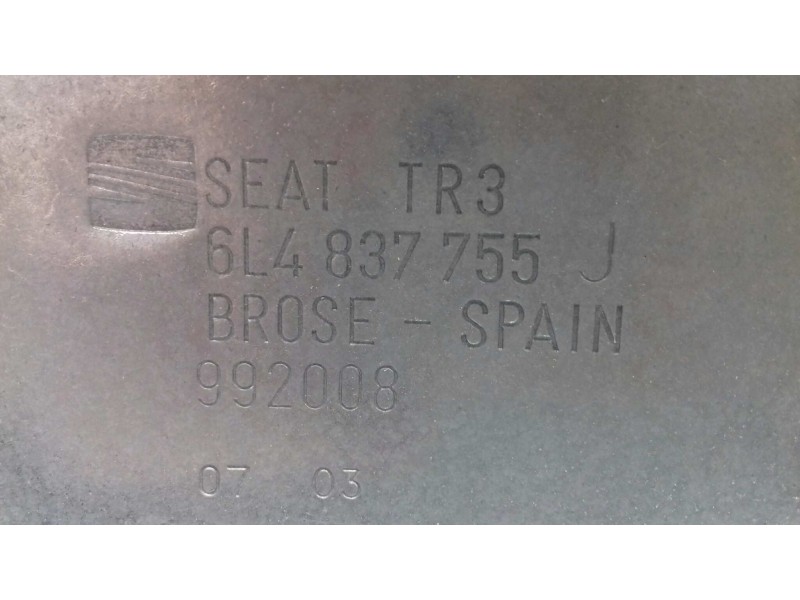 SEAT TR3
6L4 837 755 J
BROSE - SPAIN
992008
07 03